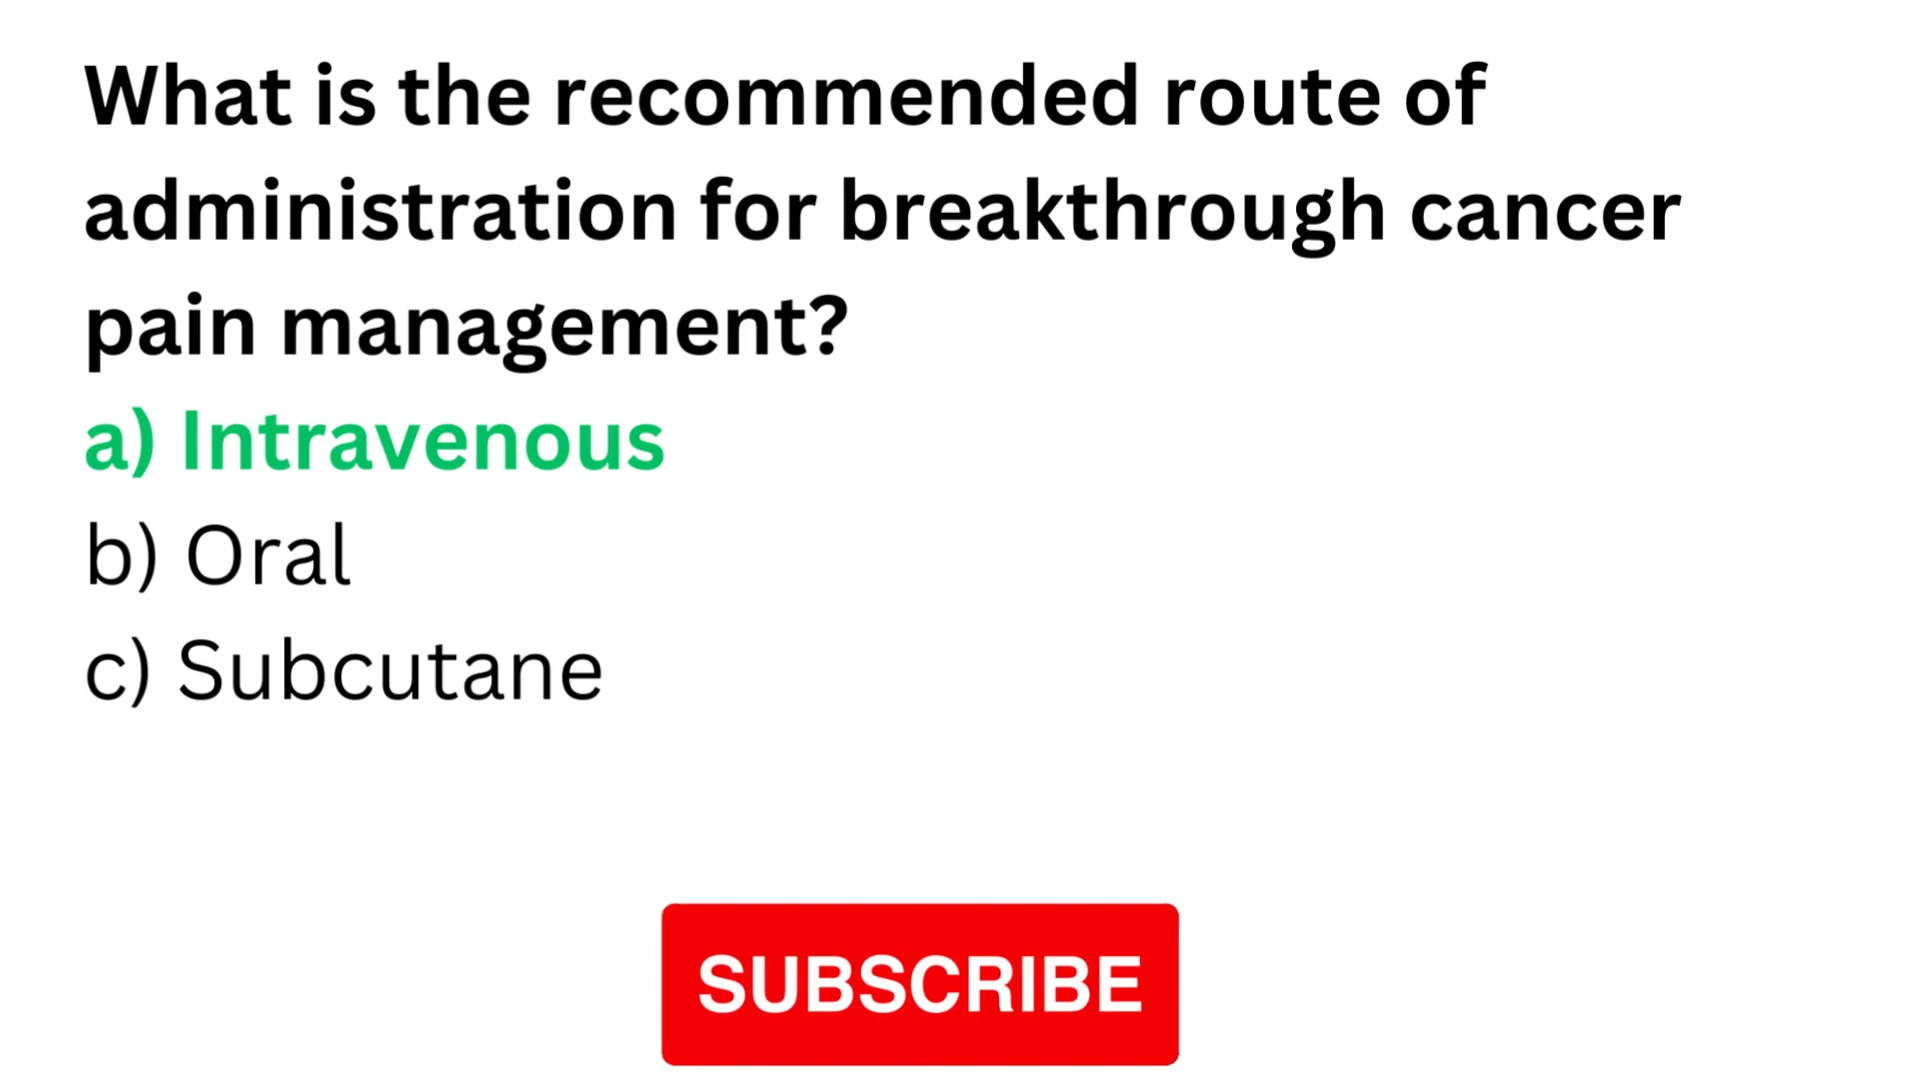 What is the recommended route of
administration for breakthrough cancer
pain management?
a) Intravenous
b) Oral
c) Subcutane
SUBSCRIBE